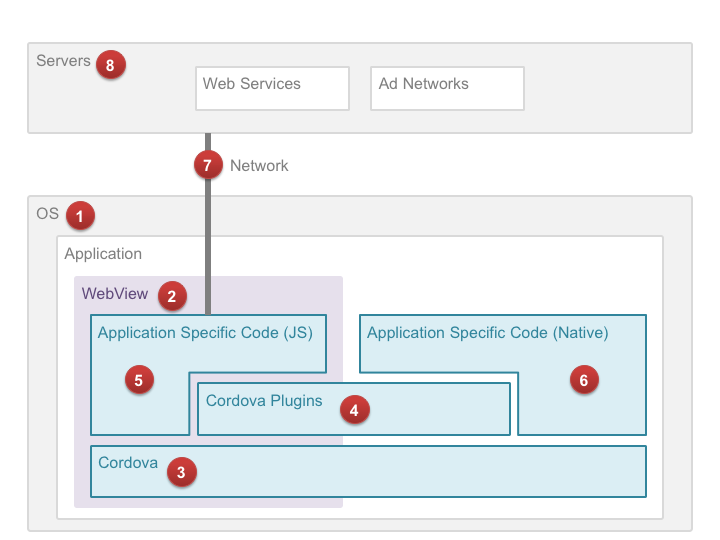 Servers 8
Web Services
Ad Networks
7 Network
OS 1
Application
WebView 2
Application Specific Code (JS)
Application Specific Code (Native)
5
6
Cordova Plugins 4
Cordova 3